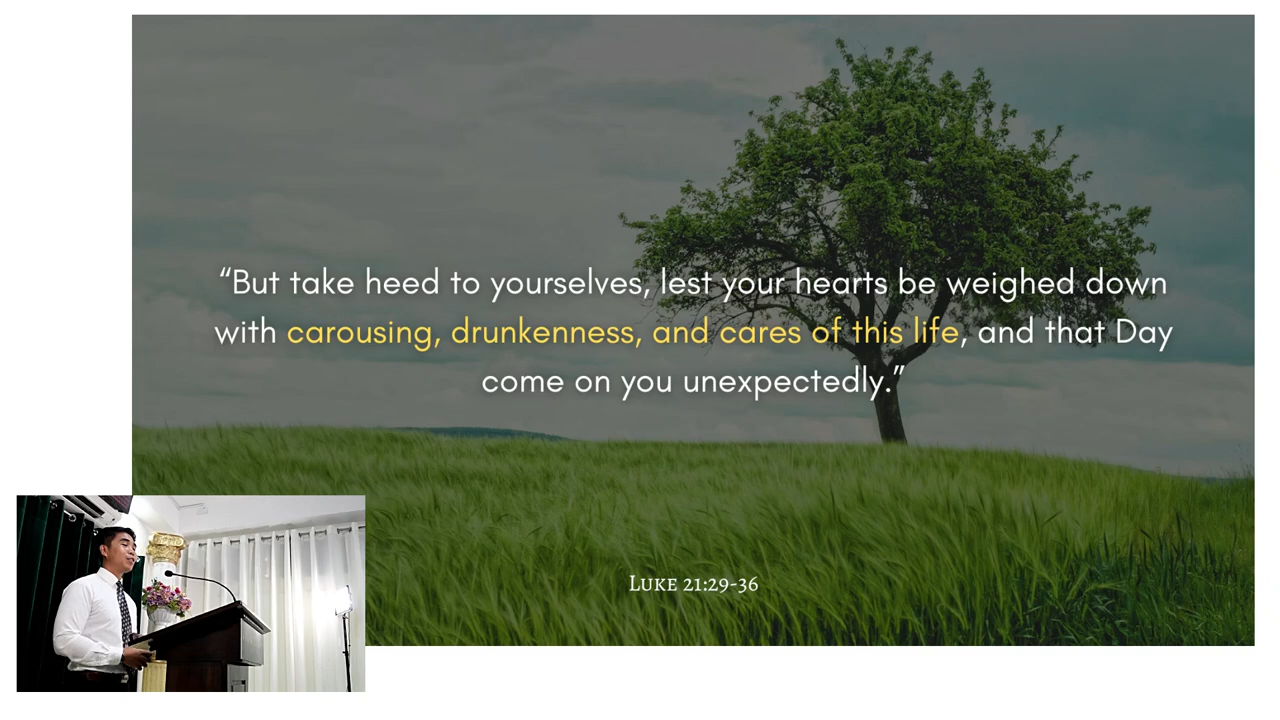 “But take heed to yourselves, lest your hearts be weighed down
with carousing, drunkenness, and cares of this life, and that Day
come on you unexpectedly.”
Luke 21:29-36